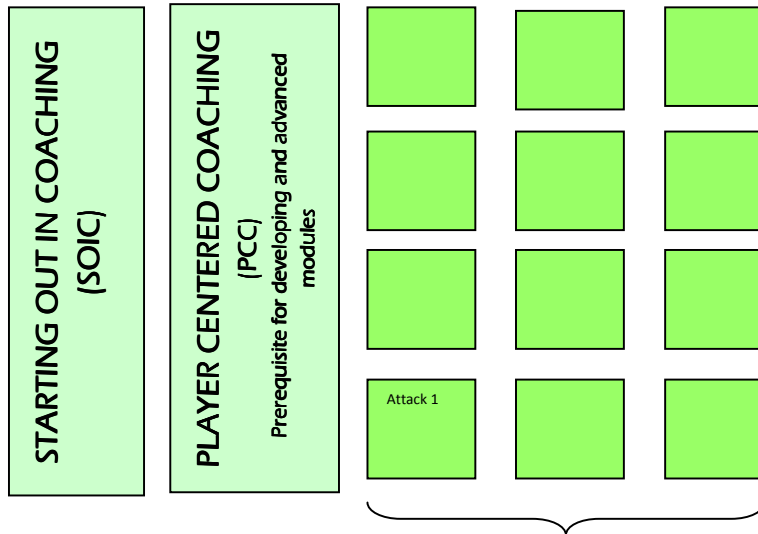 STARTING OUT IN COACHING
(SOIC)
PLAYER CENTERED COACHING
(PCC)
Prerequisite for developing and advanced
modules
Attack 1